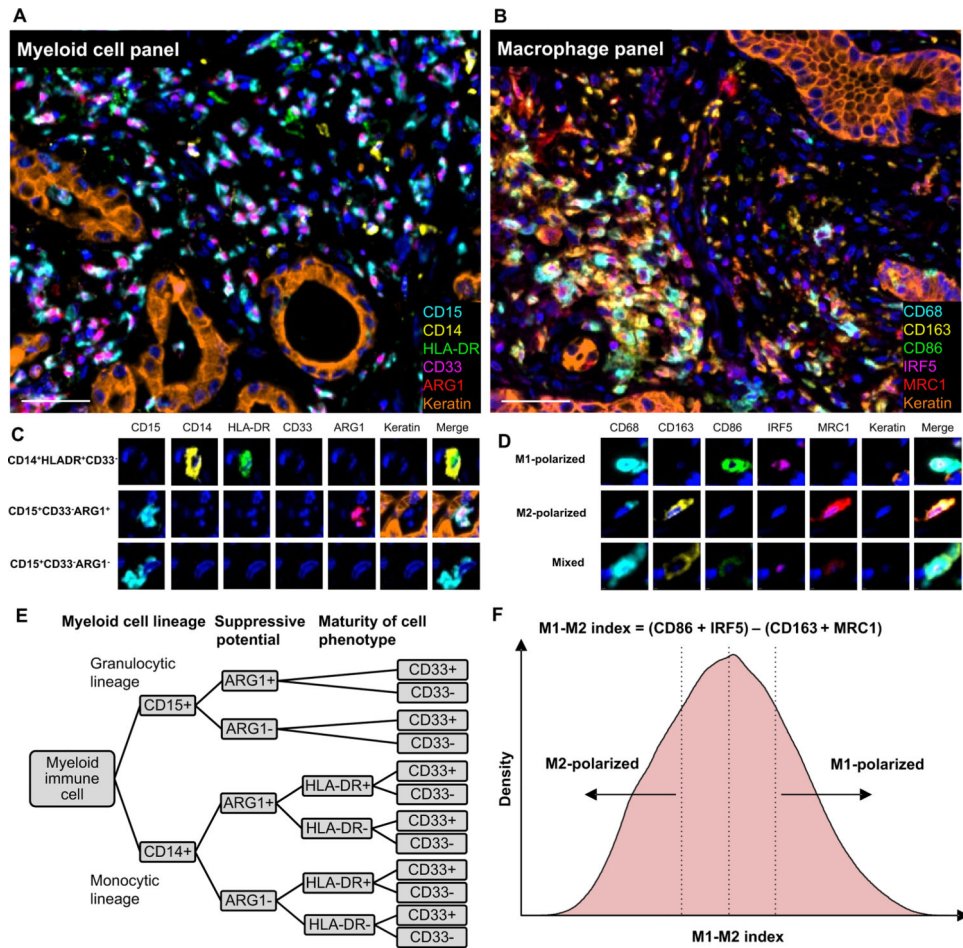 A
Myeloid cell panel
CD15
CD14
HLA-DR
CD33
ARG1
Keratin
B
Macrophage panel
CD68
CD163
CD86
IRF5
MRC1
Keratin
C
CD15 CD14 HLA-DR CD33 ARG1 Keratin Merge
CD14⁺HLADR⁺CD33⁻
CD15⁺CD33⁻ARG1⁺
CD15⁺CD33⁻ARG1⁻
D
CD68 CD163 CD86 IRF5 MRC1 Keratin Merge
M1-polarized
M2-polarized
Mixed
E
Myeloid cell lineage
Suppressive
potential
Maturity of cell
phenotype
Granulocytic
lineage
Myeloid
immune
cell
Monocytic
lineage
CD15+
CD14+
ARG1+
ARG1-
ARG1+
ARG1-
HLA-DR+
HLA-DR-
HLA-DR+
HLA-DR-
CD33+
CD33-
CD33+
CD33-
CD33+
CD33-
CD33+
CD33-
CD33+
CD33-
CD33+
CD33-
F
M1-M2 index = (CD86 + IRF5) – (CD163 + MRC1)
M2-polarized
M1-polarized
Density
M1-M2 index